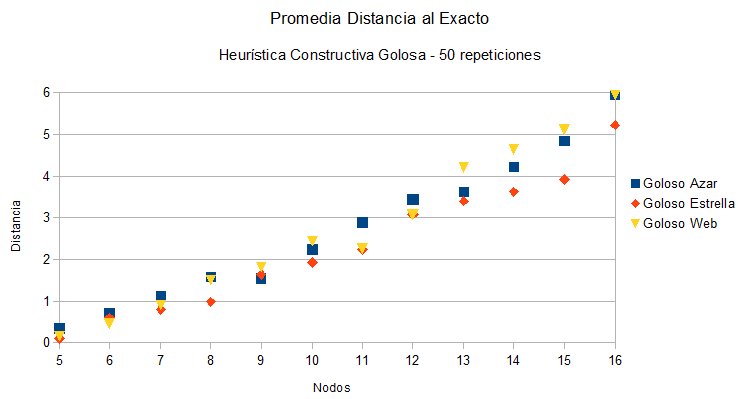 Promedia Distancia al Exacto
Heurística Constructiva Golosa - 50 repeticiones
6
5
4
3
2
1
0
Distancia
5 6 7 8 9 10 11 12 13 14 15 16
Nodos
Goloso Azar
Goloso Estrella
Goloso Web